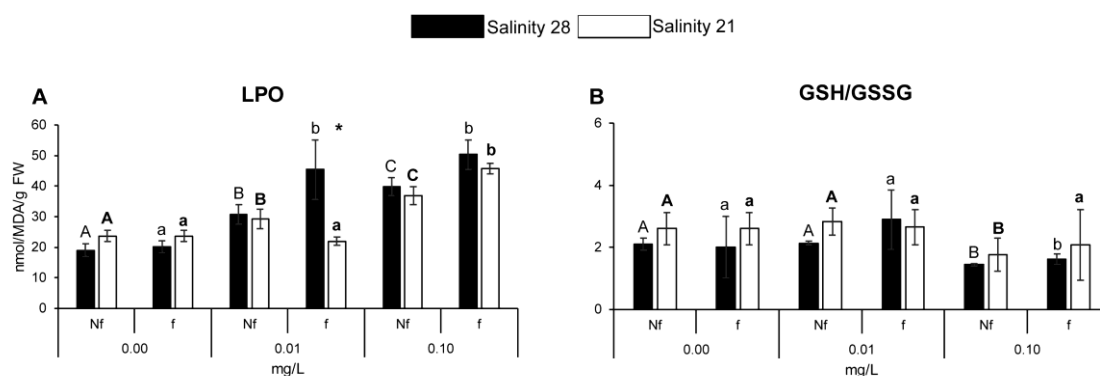 Salinity 28 Salinity 21
A LPO
nmol/MDA/g FW
60
50
40
30
20
10
0
A A a a B B b * a C C b b
Nf f Nf f Nf f
0.00 0.01 0.10
mg/L
B GSH/GSSG
6
4
2
0
A A a a A A a a B B b a
Nf f Nf f Nf f
0.00 0.01 0.10
mg/L